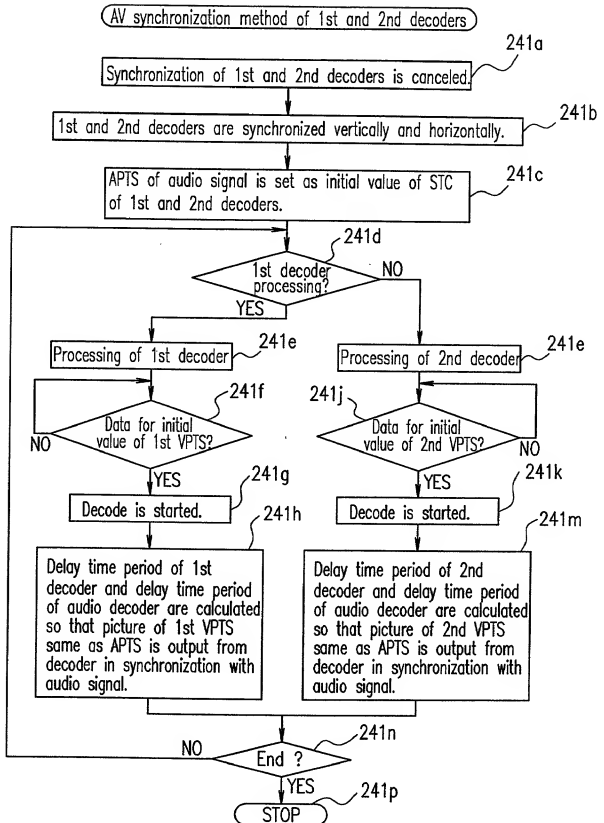 AV synchronization method of 1st and 2nd decoders
241a
Synchronization of 1st and 2nd decoders is canceled.
241b
1st and 2nd decoders are synchronized vertically and horizontally.
241c
APTS of audio signal is set as initial value of STC
of 1st and 2nd decoders.
241d
1st decoder
processing?
NO
YES
241e
Processing of 1st decoder
241e
Processing of 2nd decoder
241f
Data for initial
value of 1st VPTS?
NO
YES
241j
Data for initial
value of 2nd VPTS?
NO
YES
241g
Decode is started.
241k
Decode is started.
241h
Delay time period of 1st
decoder and delay time period
of audio decoder are calculated
so that picture of 1st VPTS
same as APTS is output from
decoder in synchronization with
audio signal.
241m
Delay time period of 2nd
decoder and delay time period
of audio decoder are calculated
so that picture of 2nd VPTS
same as APTS is output from
decoder in synchronization with
audio signal.
241n
NO
End ?
YES
241p
STOP